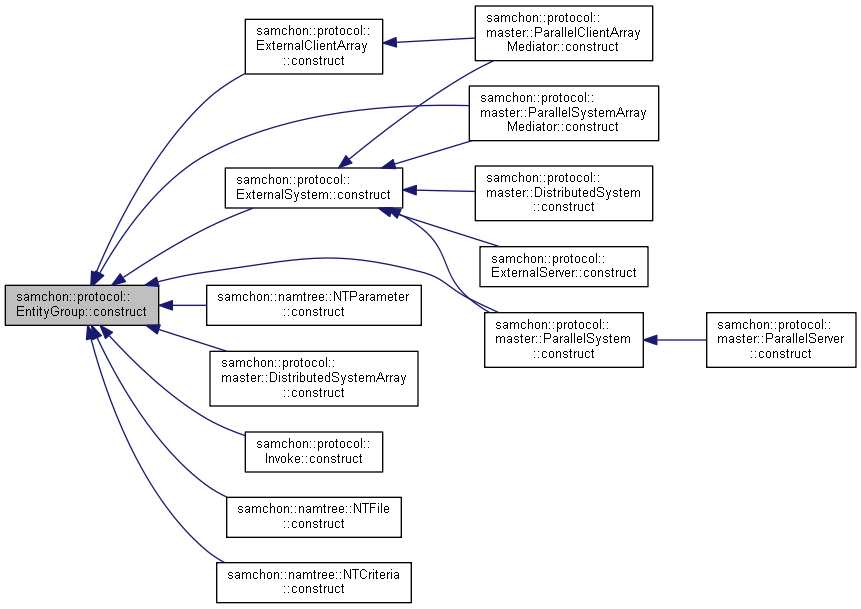 samchon::protocol::
ExternalClientArray
::construct
samchon::protocol::
master::ParallelClientArray
Mediator::construct
samchon::protocol::
master::ParallelSystemArray
Mediator::construct
samchon::protocol::
ExternalSystem::construct
samchon::protocol::
master::DistributedSystem
::construct
samchon::protocol::
ExternalServer::construct
samchon::protocol::
EntityGroup::construct
samchon::namtree::NTParameter
::construct
samchon::protocol::
master::ParallelSystem
::construct
samchon::protocol::
master::ParallelServer
::construct
samchon::protocol::
master::DistributedSystemArray
::construct
samchon::protocol::
Invoke::construct
samchon::namtree::NTFile
::construct
samchon::namtree::NTCriteria
::construct